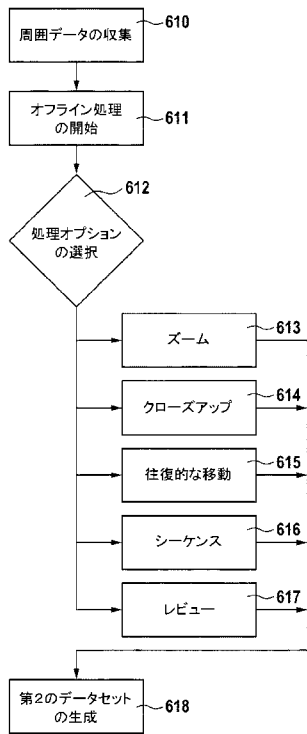 周囲データの収集
610
オフライン処理
の開始
611
612
処理オプション
の選択
ズーム
613
クローズアップ
614
往復的な移動
615
シーケンス
616
レビュー
617
第2のデータセット
の生成
618